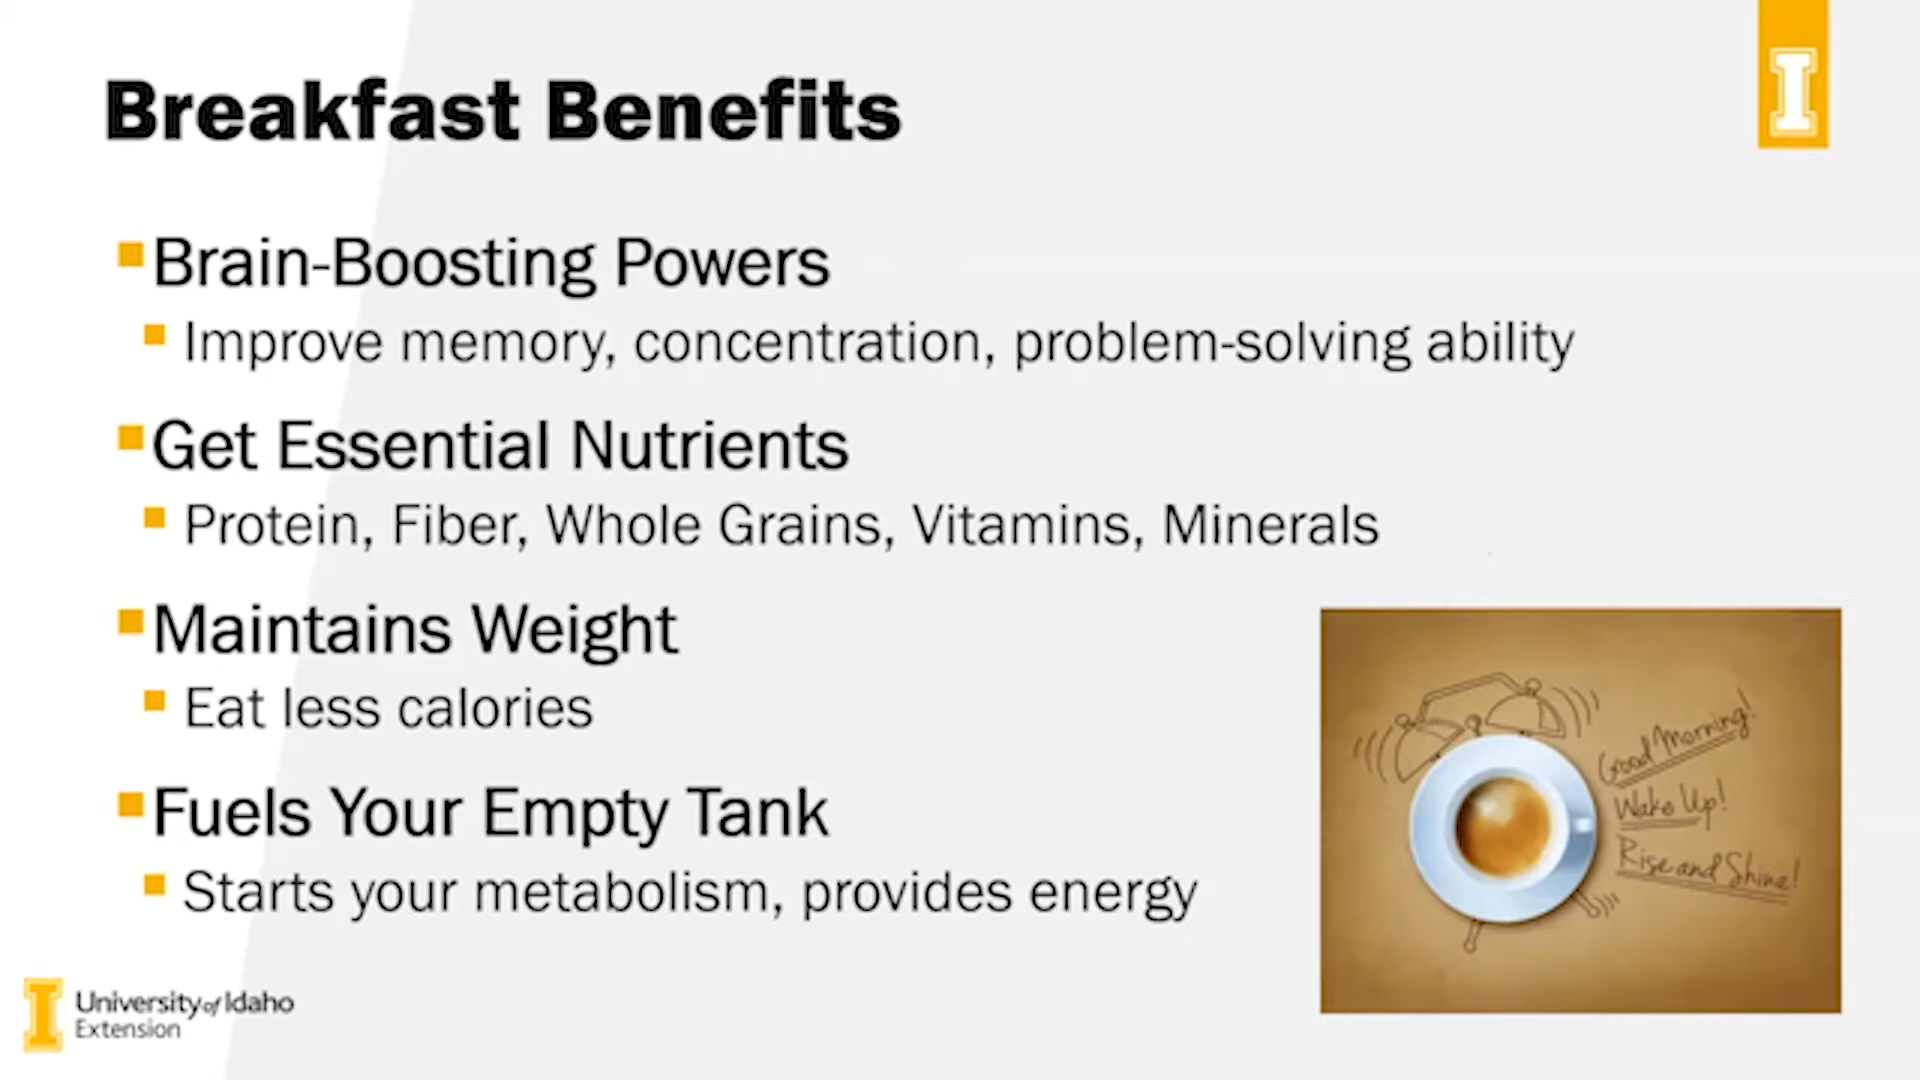 Breakfast Benefits
Brain-Boosting Powers
Improve memory, concentration, problem-solving ability
Get Essential Nutrients
Protein, Fiber, Whole Grains, Vitamins, Minerals
Maintains Weight
Eat less calories
Fuels Your Empty Tank
Starts your metabolism, provides energy
Good Morning!
Wake Up!
Rise and Shine!
I
I
University of Idaho
Extension